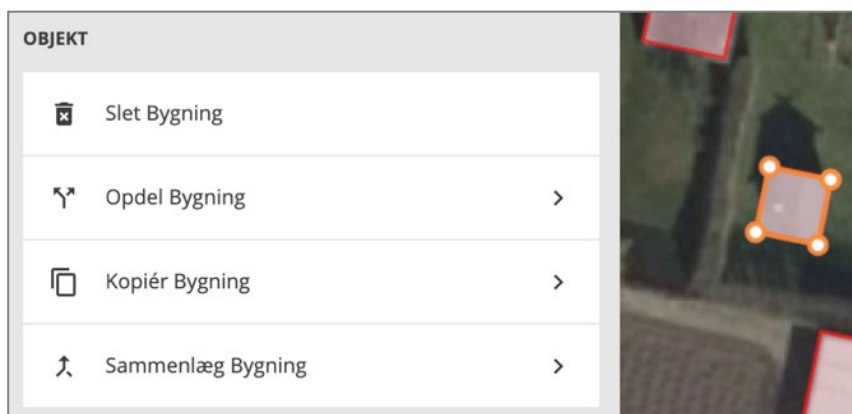 OBJEKT
Slet Bygning
Opdel Bygning
Kopiér Bygning
Sammenlæg Bygning